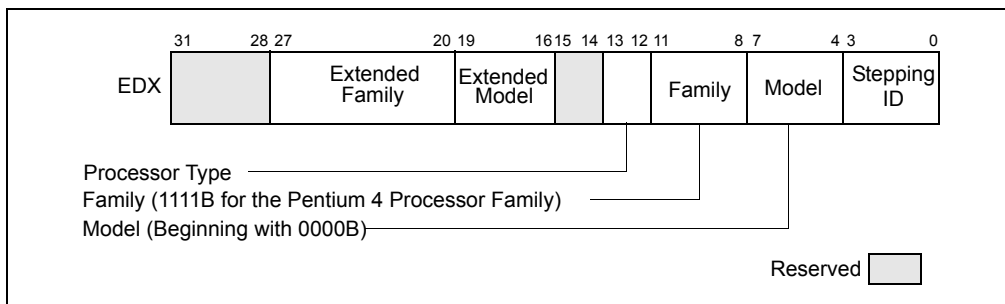 31 28 27 20 19 16 15 14 13 12 11 8 7 4 3 0
EDX
Extended Family
Extended Model
Family
Model
Stepping ID
Processor Type
Family (1111B for the Pentium 4 Processor Family)
Model (Beginning with 0000B)
Reserved